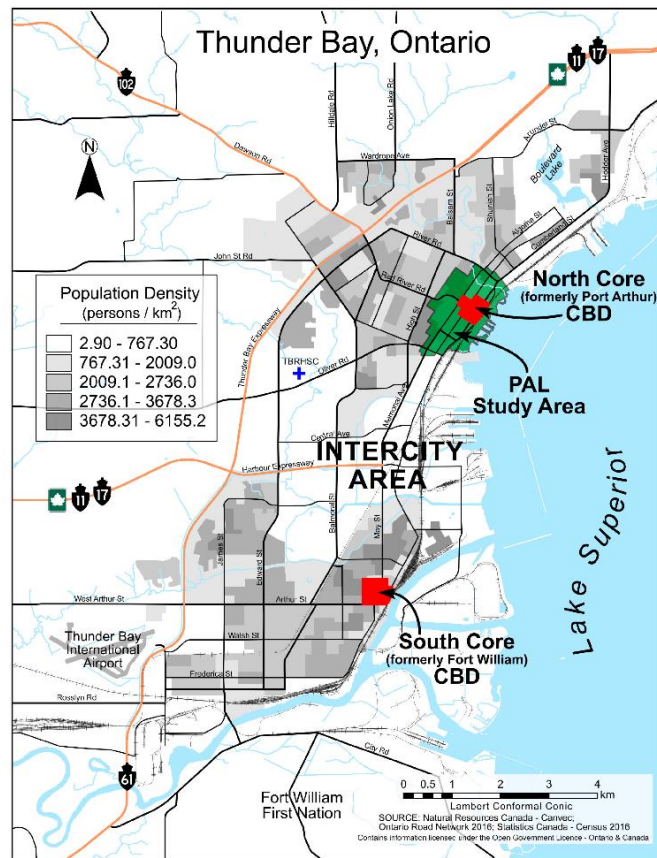 Thunder Bay, Ontario
11
17
102
Hilldale Rd
Onion Lake Rd
Dawson Rd
N
Wardrope Ave
Balsam St
Shunian St
Arundel St
Boulevard
Lake
Hodder Ave
Algoma St
Cumberland St
John St Rd
River Rd
Red River Rd
High St
North Core
(formerly Port Arthur)
CBD
Population Density
(persons / km²)
2.90 - 767.30
767.31 - 2009.0
2009.1 - 2736.0
2736.1 - 3678.3
3678.31 - 6155.2
Thunder Bay Expressway
TBRHSC
Oliver Rd
Memorial Ave
PAL
Study Area
Central Ave
INTERCITY
AREA
Harbour Expressway
11
17
Balmoral St
May St
James St
Edward St
Lake Superior
West Arthur St
Arthur St
Walsh St
Thunder Bay
International
Airport
South Core
(formerly Fort William)
CBD
Frederica St
Rosslyn Rd
City Rd
61
Fort William
First Nation
0 0.5 1 2 3 4
km
Lambert Conformal Conic
SOURCE: Natural Resources Canada - Canvec;
Ontario Road Network 2016; Statistics Canada - Census 2016
Contains information licensed under the Open Government Licence - Ontario & Canada